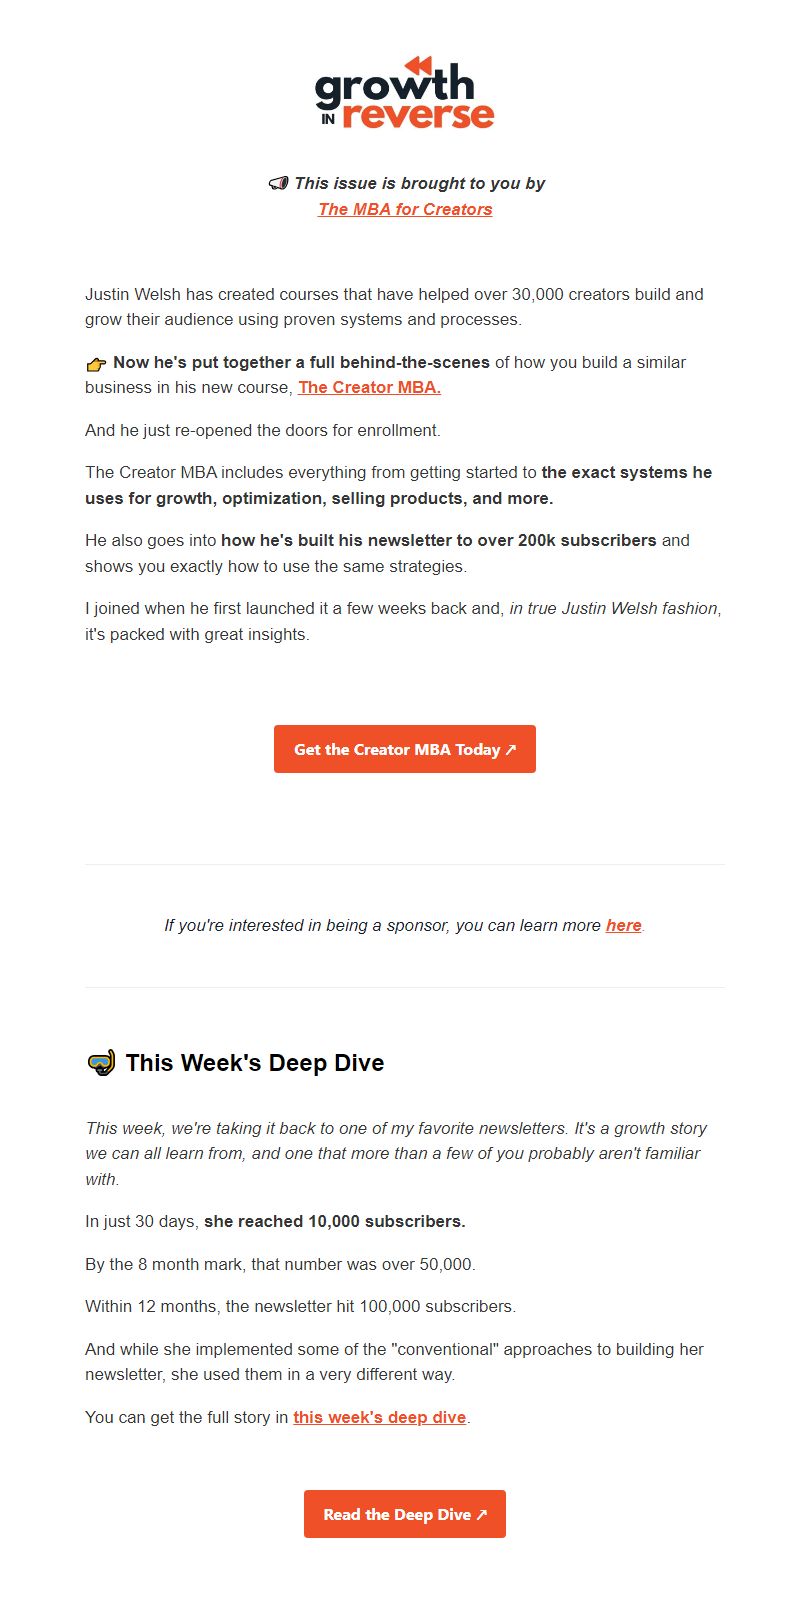 growth
IN reverse
This issue is brought to you by
The MBA for Creators
Justin Welsh has created courses that have helped over 30,000 creators build and
grow their audience using proven systems and processes.
Now he's put together a full behind-the-scenes of how you build a similar
business in his new course, The Creator MBA.
And he just re-opened the doors for enrollment.
The Creator MBA includes everything from getting started to the exact systems he
uses for growth, optimization, selling products, and more.
He also goes into how he's built his newsletter to over 200k subscribers and
shows you exactly how to use the same strategies.
I joined when he first launched it a few weeks back and, in true Justin Welsh fashion,
it's packed with great insights.
Get the Creator MBA Today ↗
If you're interested in being a sponsor, you can learn more here.
This Week's Deep Dive
This week, we're taking it back to one of my favorite newsletters. It's a growth story
we can all learn from, and one that more than a few of you probably aren't familiar
with.
In just 30 days, she reached 10,000 subscribers.
By the 8 month mark, that number was over 50,000.
Within 12 months, the newsletter hit 100,000 subscribers.
And while she implemented some of the "conventional" approaches to building her
newsletter, she used them in a very different way.
You can get the full story in this week's deep dive.
Read the Deep Dive ↗